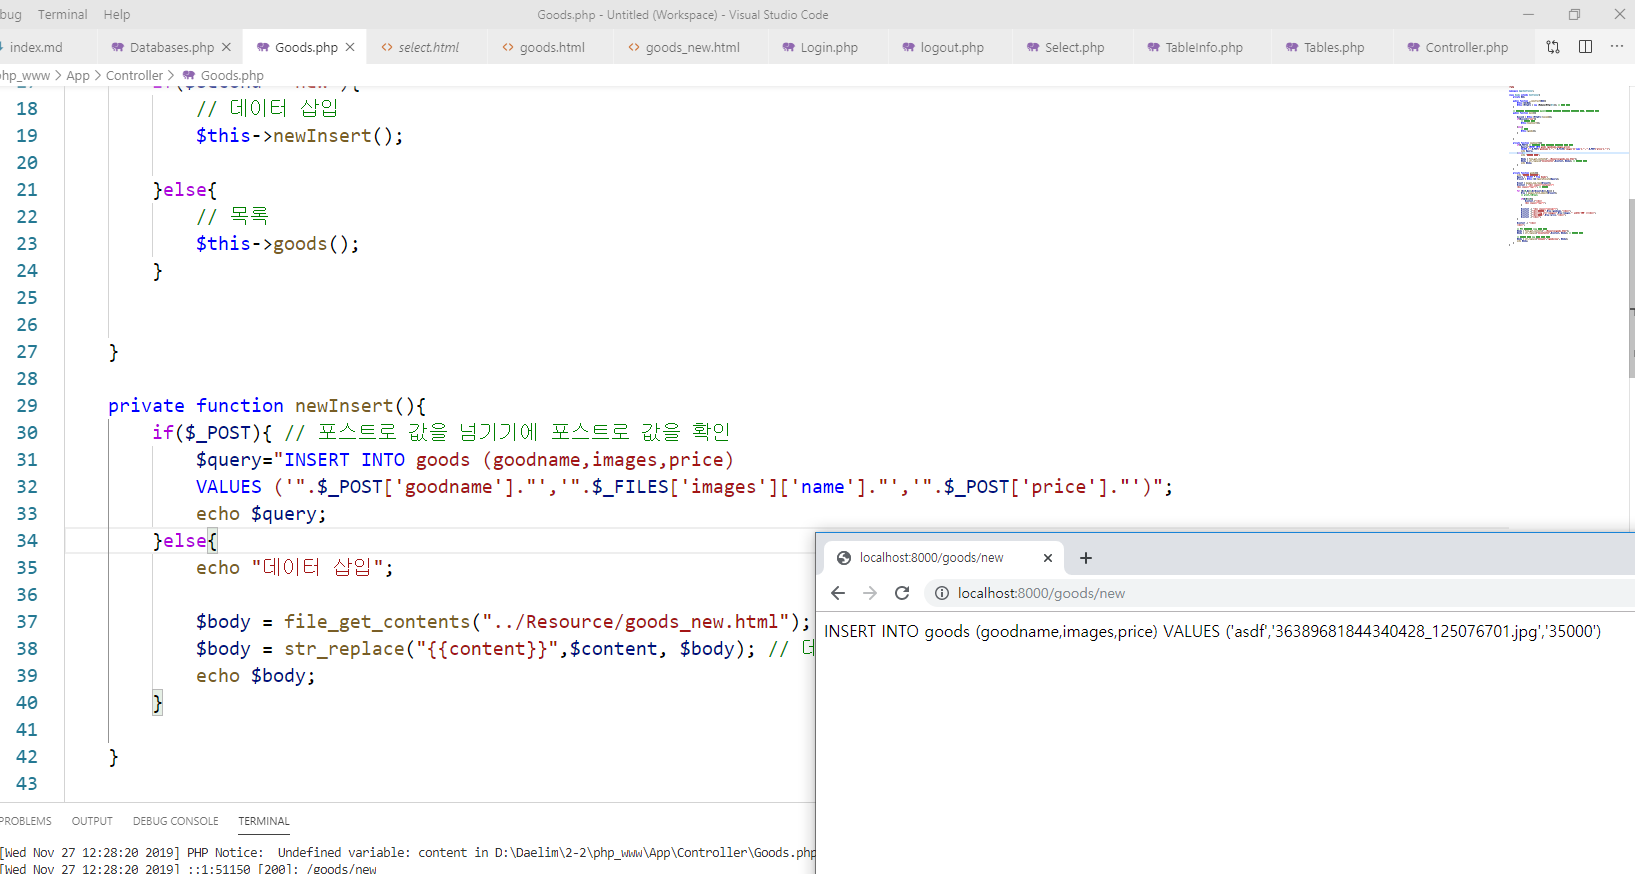 bug Terminal Help Goods.php - Untitled (Workspace) - Visual Studio Code
index.md Databases.php Goods.php select.html goods.html goods_new.html Login.php logout.php Select.php TableInfo.php Tables.php Controller.php
hp_www > App > Controller > Goods.php
18 // 데이터 삽입
19 $this->newInsert();
20
21 }else{
22 // 목록
23 $this->goods();
24 }
25
26
27 }
28
29 private function newInsert(){
30 if($_POST){ // 포스트로 값을 넘기기에 포스트로 값을 확인
31 $query="INSERT INTO goods (goodname,images,price)
32 VALUES ('".$_POST['goodname']."','".$_FILES['images']['name']."','".$_POST['price']."')";
33 echo $query;
34 }else{
35 echo "데이터 삽입";
36
37 $body = file_get_contents("../Resource/goods_new.html");
38 $body = str_replace("{{content}}",$content, $body); // 데
39 echo $body;
40 }
41
42 }
43
localhost:8000/goods/new
localhost:8000/goods/new
INSERT INTO goods (goodname,images,price) VALUES ('asdf','36389681844340428_125076701.jpg','35000')
PROBLEMS OUTPUT DEBUG CONSOLE TERMINAL
[Wed Nov 27 12:28:20 2019] PHP Notice: Undefined variable: content in D:\Daelim\2-2\php_www\App\Controller\Goods.php
[Wed Nov 27 12:28:20 2019] ::1:51150 [200]: /goods/new